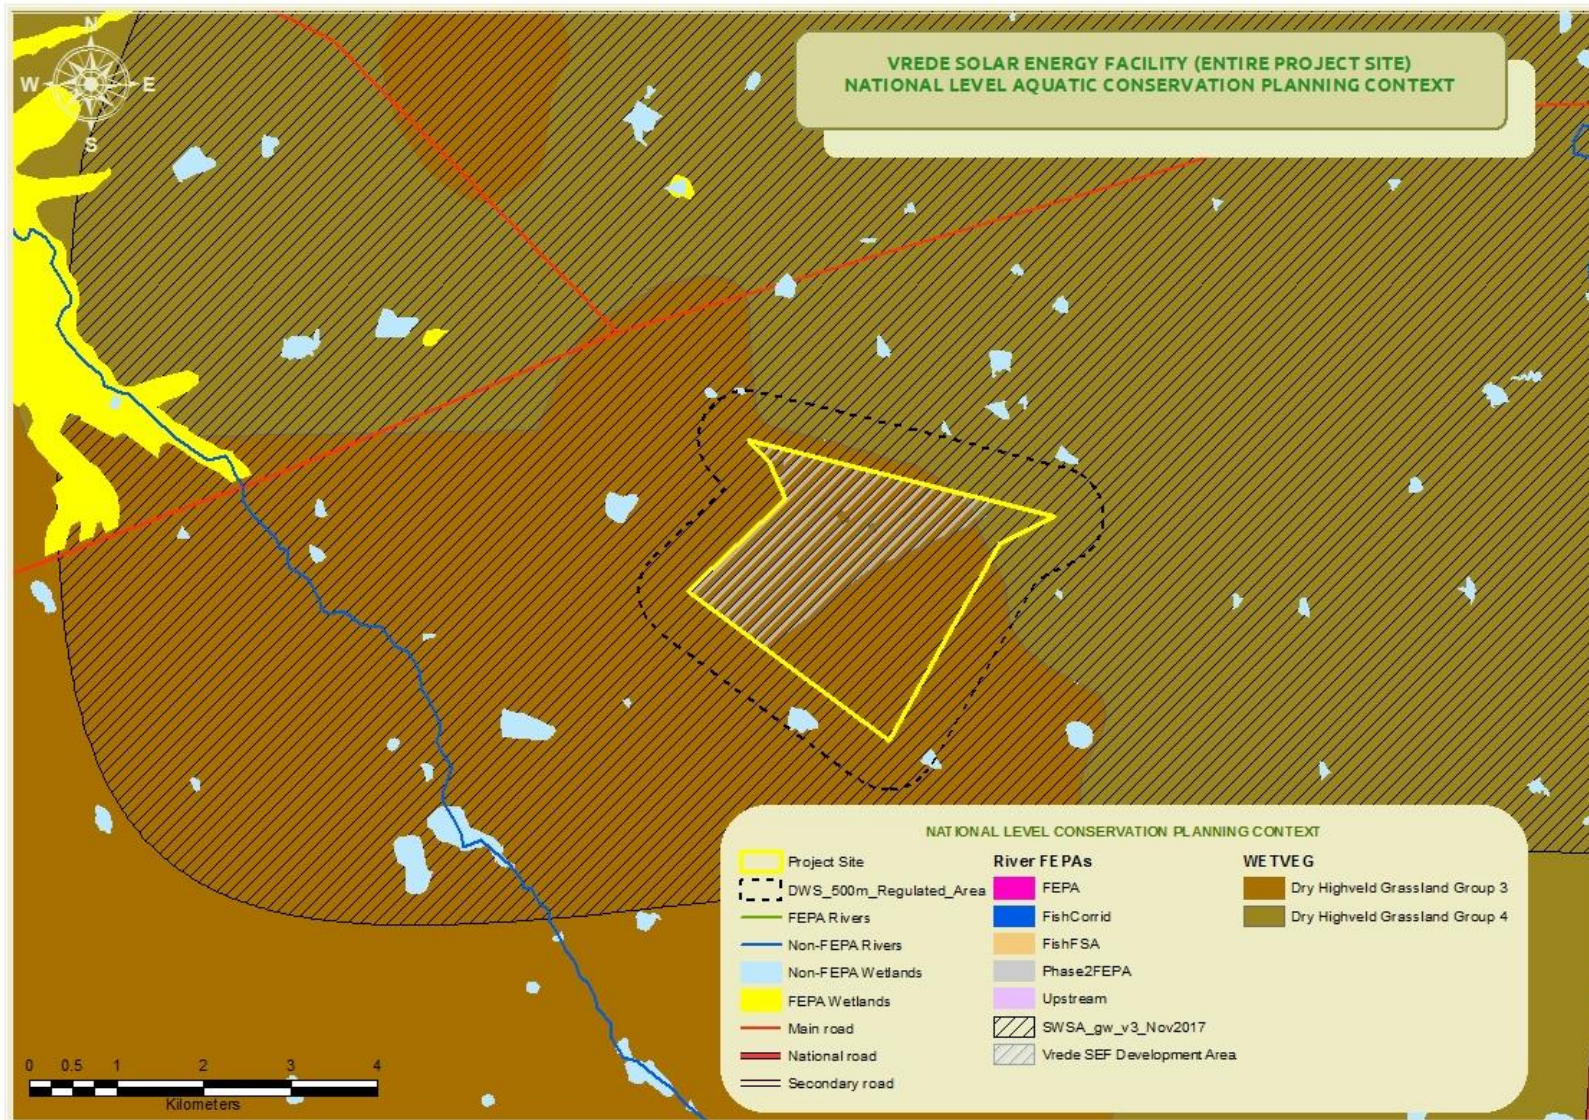 N
W E
S
VREDE SOLAR ENERGY FACILITY (ENTIRE PROJECT SITE)
NATIONAL LEVEL AQUATIC CONSERVATION PLANNING CONTEXT
NATIONAL LEVEL CONSERVATION PLANNING CONTEXT
Project Site
DWS_500m_Regulated_Area
FEPA Rivers
Non-FEPA Rivers
Non-FEPA Wetlands
FEPA Wetlands
Main road
National road
Secondary road
River FEPAs
FEPA
FishCorrid
FishFSA
Phase2FEPA
Upstream
SWSA_gw_v3_Nov2017
Vrede SEF Development Area
WETVEG
Dry Highveld Grassland Group 3
Dry Highveld Grassland Group 4
0 0.5 1 2 3 4
Kilometers